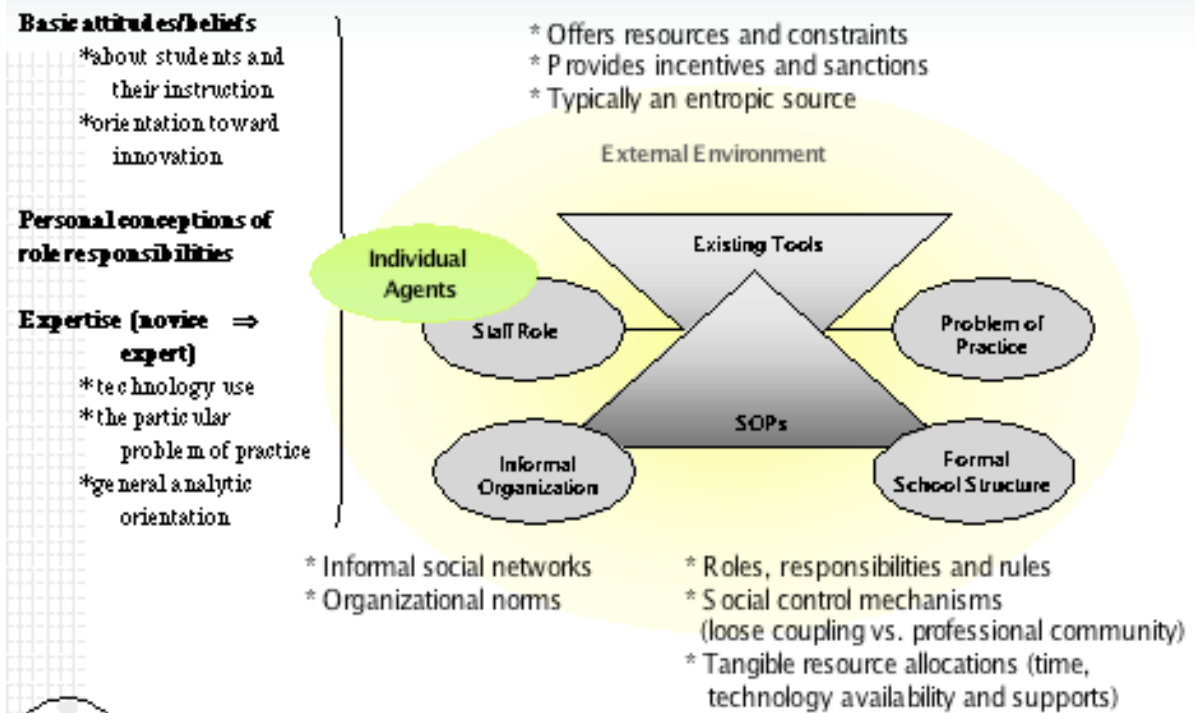 Basic attitudes/beliefs
*about students and
their instruction
*orientation toward
innovation
Personal conceptions of
role responsibilities
Expertise (novice ⇒
expert)
*technology use
*the particular
problem of practice
*general analytic
orientation
* Offers resources and constraints
* Provides incentives and sanctions
* Typically an entropic source
External Environment
Individual
Agents
Existing Tools
Staff Role
Problem of
Practice
SOPs
Informal
Organization
Formal
School Structure
* Informal social networks
* Organizational norms
* Roles, responsibilities and rules
* Social control mechanisms
(loose coupling vs. professional community)
* Tangible resource allocations (time,
technology availability and supports)